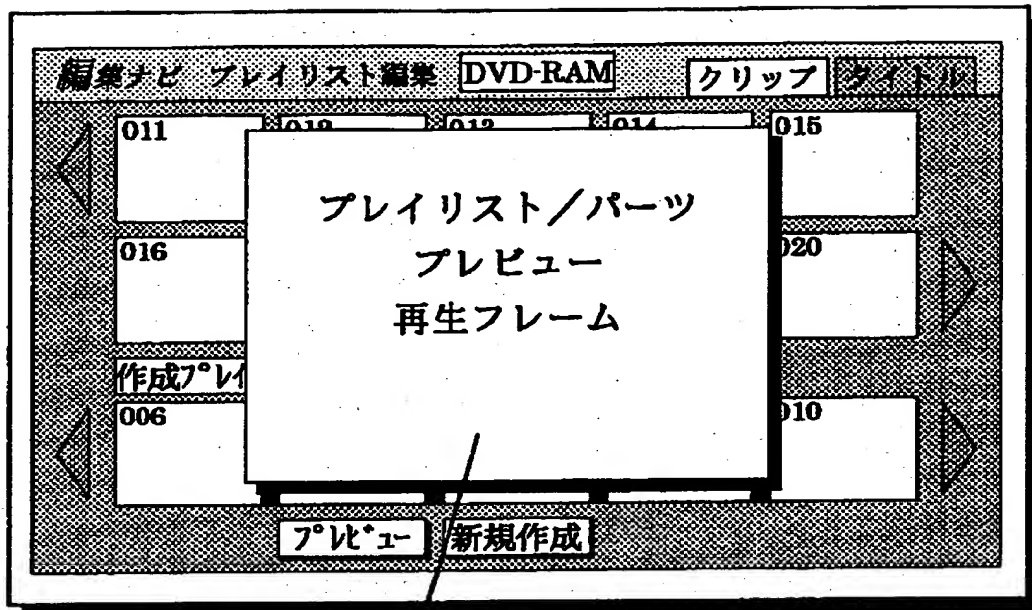 編集ナビ プレイリスト編集 DVD-RAM クリップ タイトル
011 012 013 014 015
プレイリスト／パーツ
プレビュー
再生フレーム
016 020
作成プレイ
006 010
プレビュー 新規作成